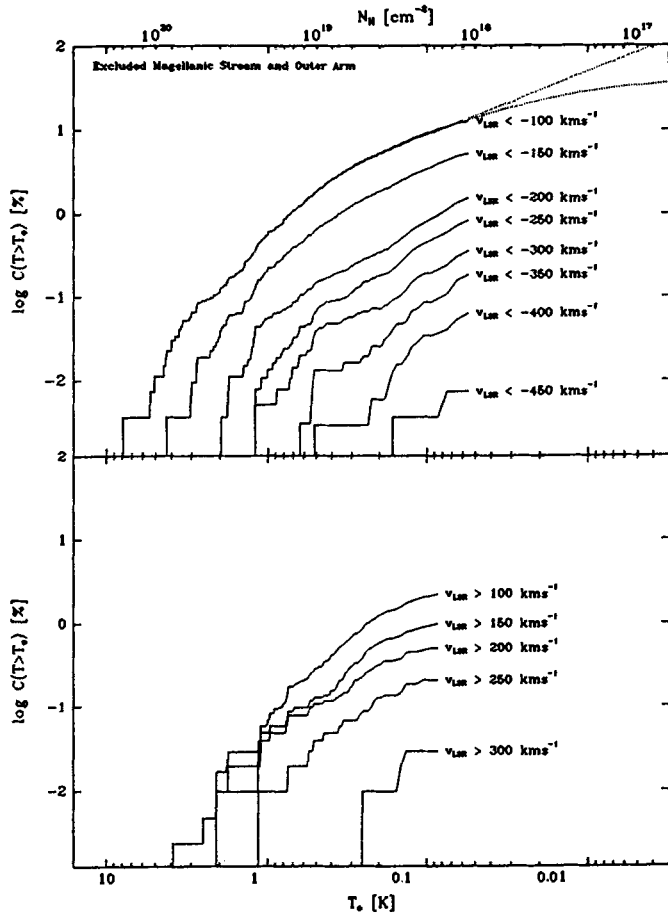 N_H [cm⁻²]
10²⁰ 10¹⁹ 10¹⁸ 10¹⁷
2
Excluded Magellanic Stream and Outer Arm
v_LSR < -100 kms⁻¹
1
v_LSR < -150 kms⁻¹
v_LSR < -200 kms⁻¹
0
v_LSR < -250 kms⁻¹
v_LSR < -300 kms⁻¹
-1
v_LSR < -350 kms⁻¹
v_LSR < -400 kms⁻¹
-2
v_LSR < -450 kms⁻¹
log C(T>T₀) [%]
2
1
v_LSR > 100 kms⁻¹
0
v_LSR > 150 kms⁻¹
v_LSR > 200 kms⁻¹
v_LSR > 250 kms⁻¹
-1
v_LSR > 300 kms⁻¹
-2
log C(T>T₀) [%]
10 1 0.1 0.01
T₀ [K]